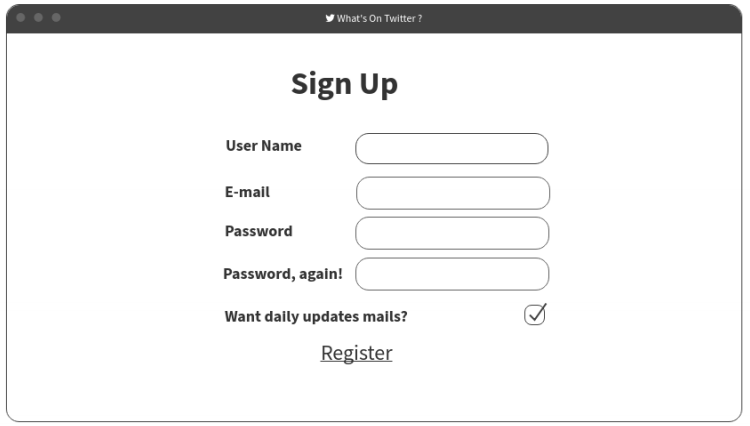 What's On Twitter ?
Sign Up
User Name
E-mail
Password
Password, again!
Want daily updates mails?
Register